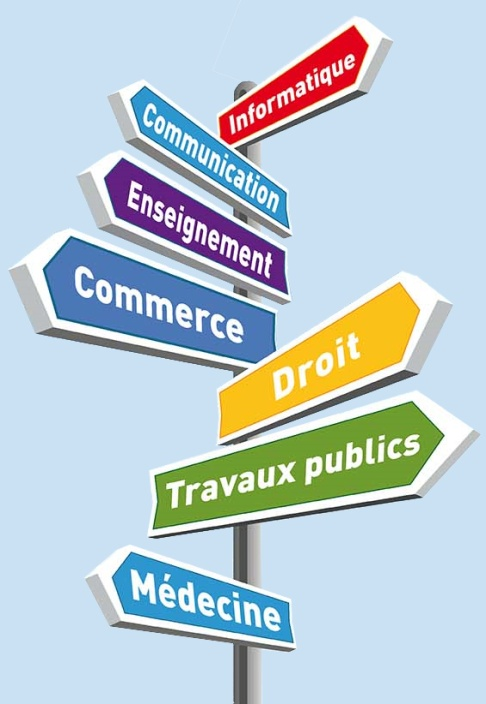 Informatique
Communication
Enseignement
Commerce
Droit
Travaux publics
Médecine